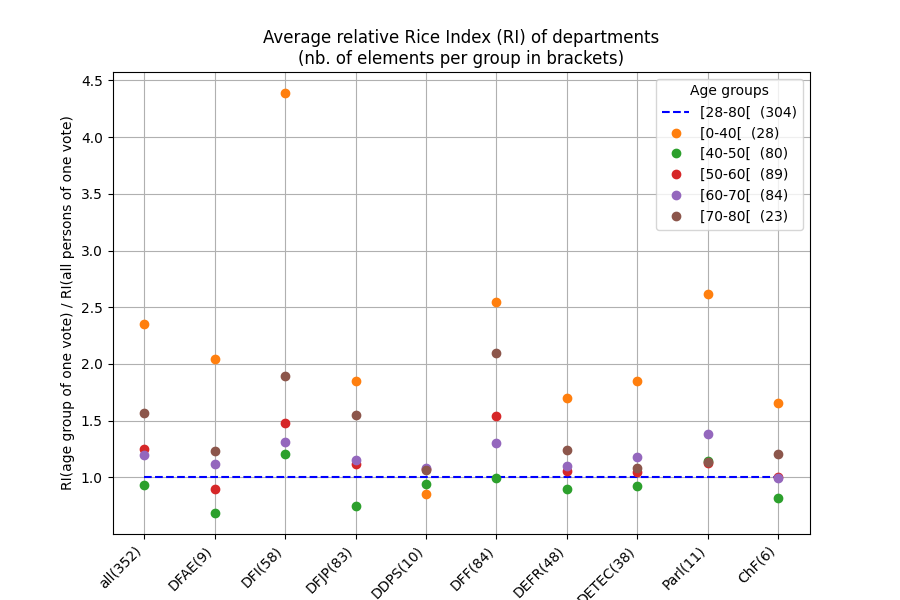 Average relative Rice Index (RI) of departments
(nb. of elements per group in brackets)
RI(age group of one vote) / RI(all persons of one vote)
4.5
4.0
3.5
3.0
2.5
2.0
1.5
1.0
Age groups
[28-80[ (304)
[0-40[ (28)
[40-50[ (80)
[50-60[ (89)
[60-70[ (84)
[70-80[ (23)
all(352)
DFAE(9)
DFI(58)
DFJP(83)
DDPS(10)
DFF(84)
DEFR(48)
DETEC(38)
Parl(11)
ChF(6)